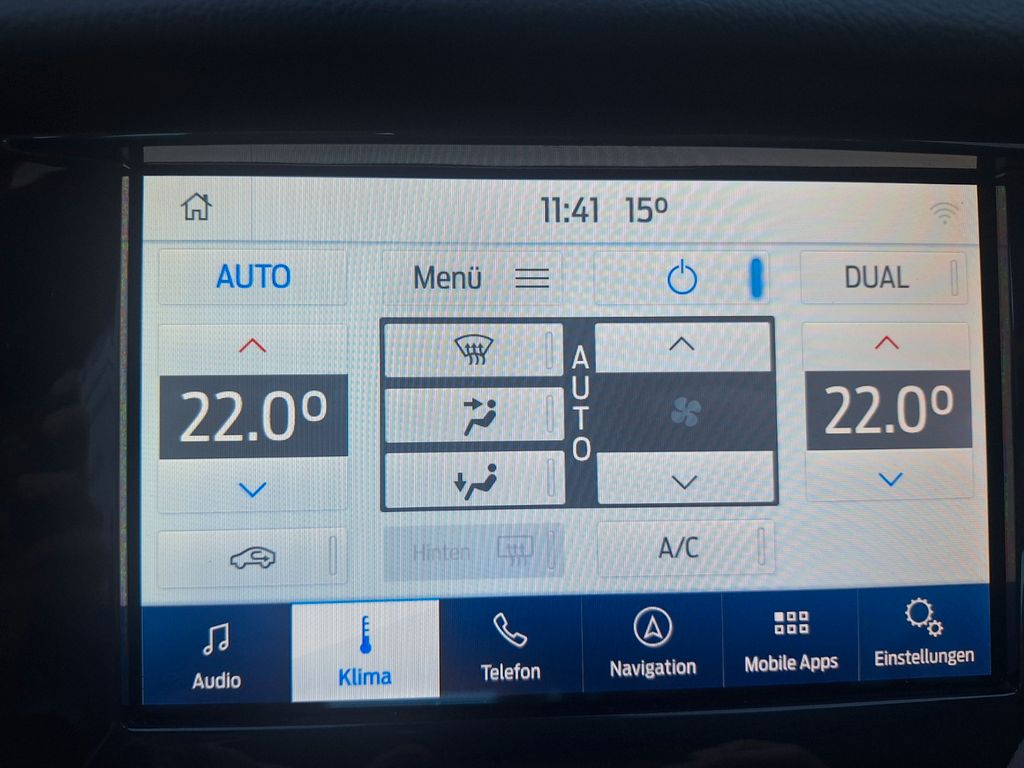 11:41 15°
AUTO
Menü
DUAL
22.0°
AUTO
22.0°
Hinten
A/C
Audio
Klima
Telefon
Navigation
Mobile Apps
Einstellungen